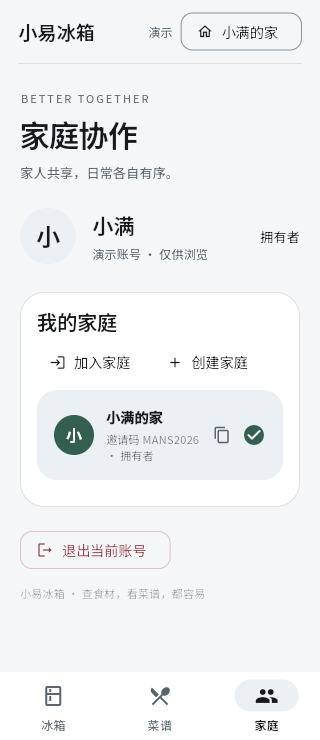 小易冰箱
演示
小满的家
BETTER TOGETHER
家庭协作
家人共享，日常各自有序。
小
小满
演示账号 · 仅供浏览
拥有者
我的家庭
加入家庭
创建家庭
小
小满的家
邀请码 MANS2026
· 拥有者
退出当前账号
小易冰箱 · 查食材，看菜谱，都容易
冰箱
菜谱
家庭